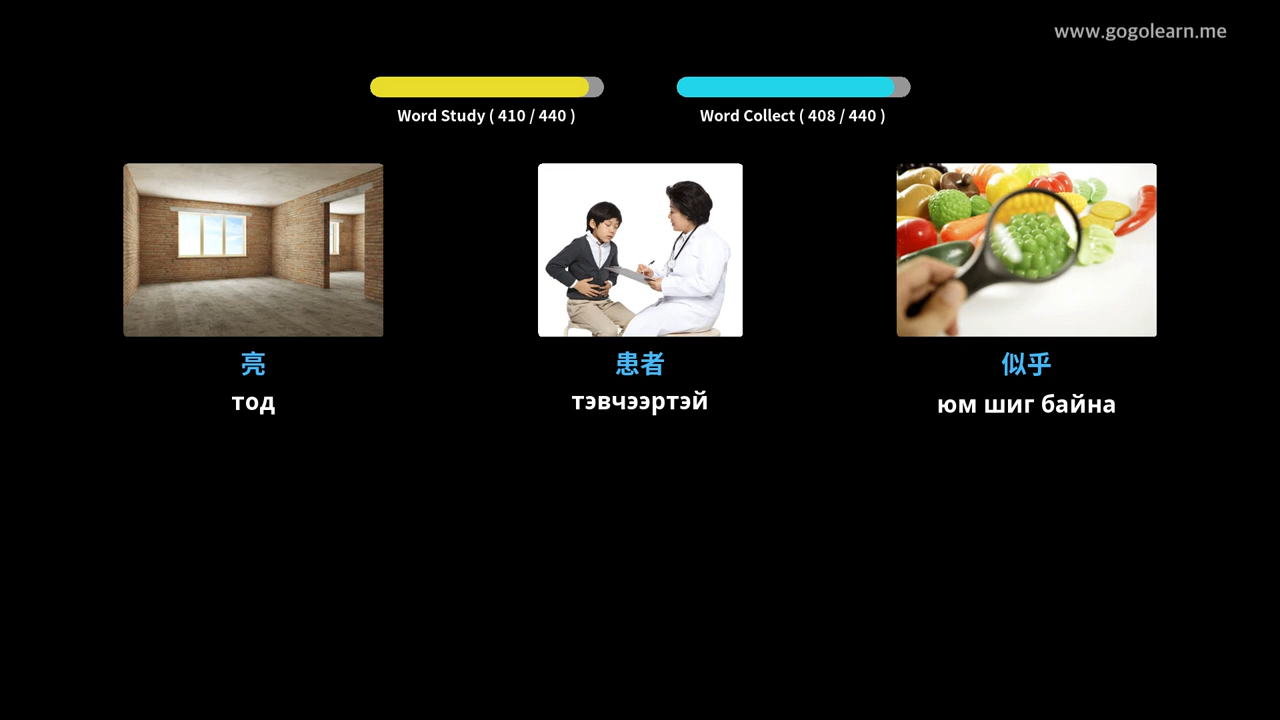 www.gogolearn.me
Word Study ( 410 / 440 )
Word Collect ( 408 / 440 )
亮
тод
患者
тэвчээртэй
似乎
юм шиг байна